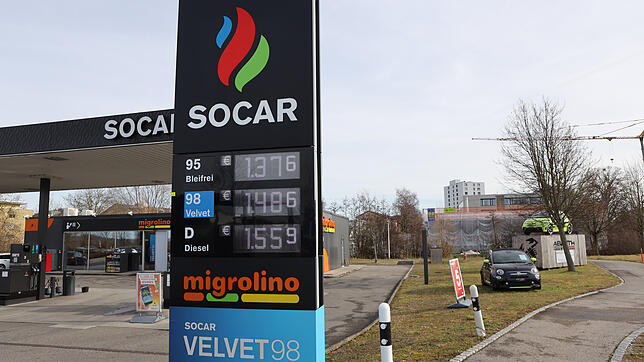 SOCAR
SOCAR
95 € 1.376
Bleifrei
98 € 1.486
Velvet
D € 1.559
Diesel
migrolino
migrolino
SOCAR
VELVET98